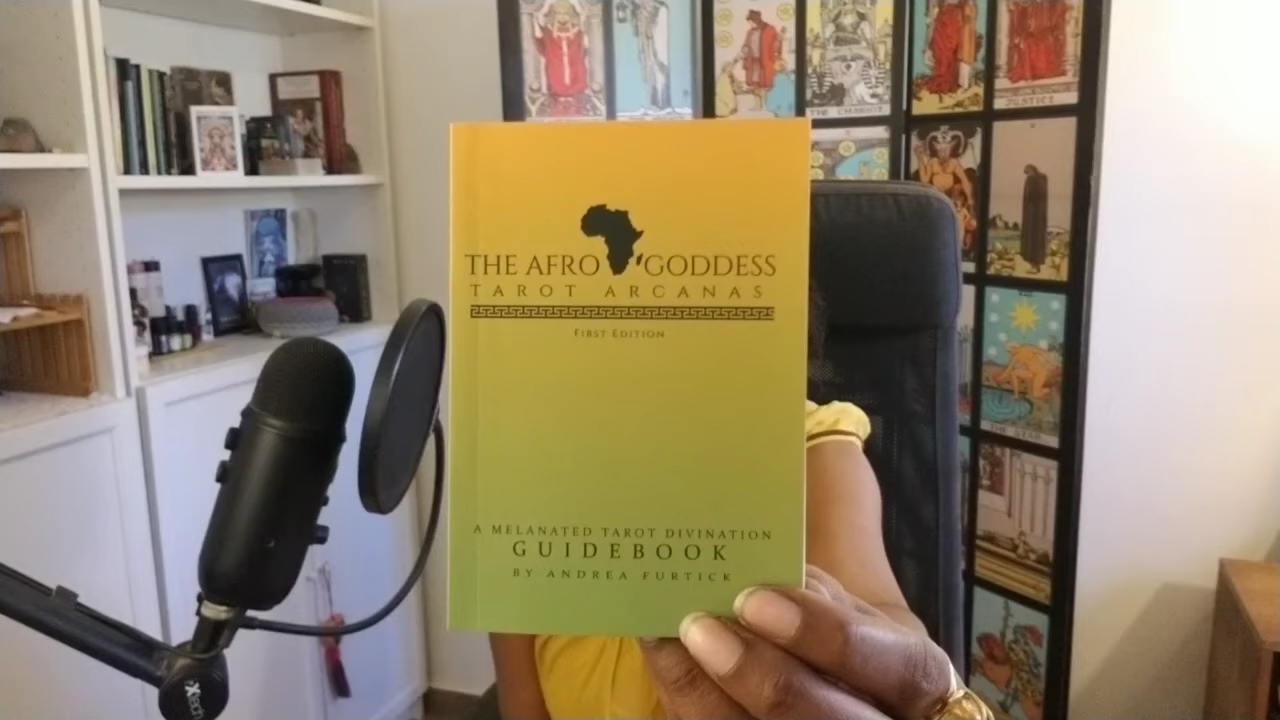 THE CHARIOT
JUSTICE
THE AFRO GODDESS
TAROT ARCANAS
FIRST EDITION
THE STAR
A MELANATED TAROT DIVINATION
GUIDEBOOK
BY ANDREA FURTICK